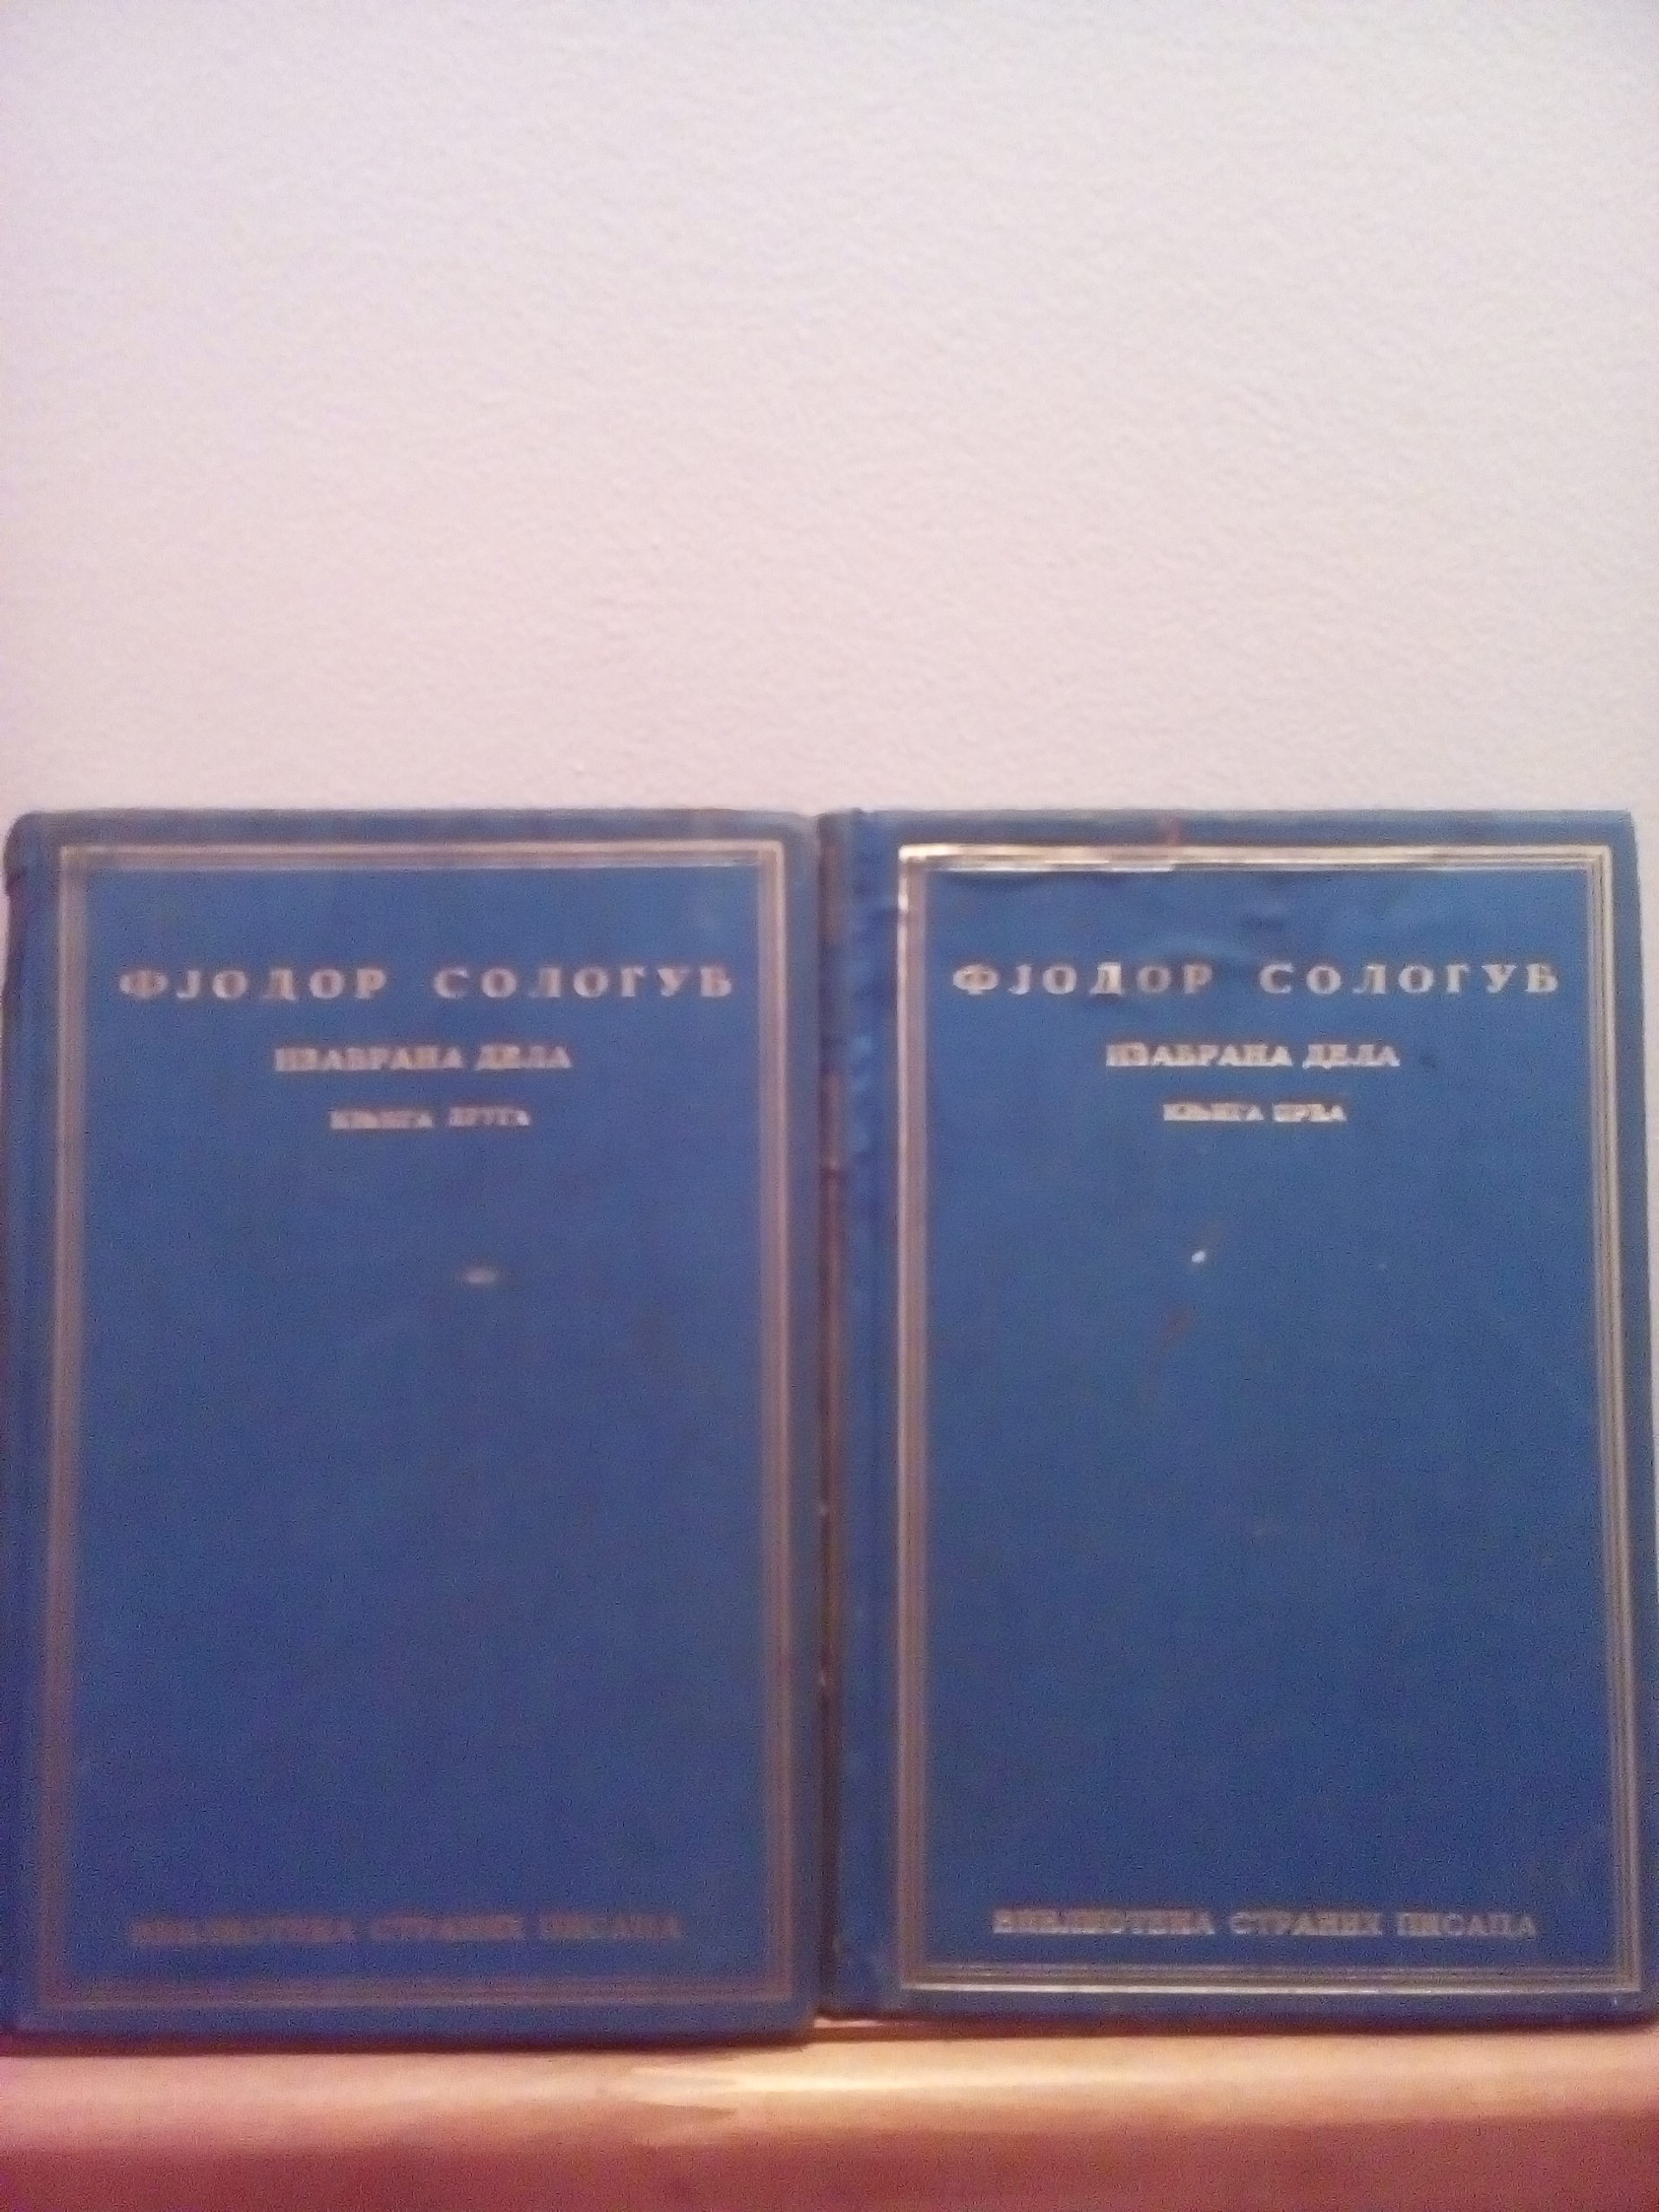 ФЈОДОР СОЛОГУБ
ИЗАБРАНА ДЕЛА
КЊИГА ДРУГА
БИБЛИОТЕКА СТРАНИХ ПИСАЦА
ФЈОДОР СОЛОГУБ
ИЗАБРАНА ДЕЛА
КЊИГА ПРВА
БИБЛИОТЕКА СТРАНИХ ПИСАЦА